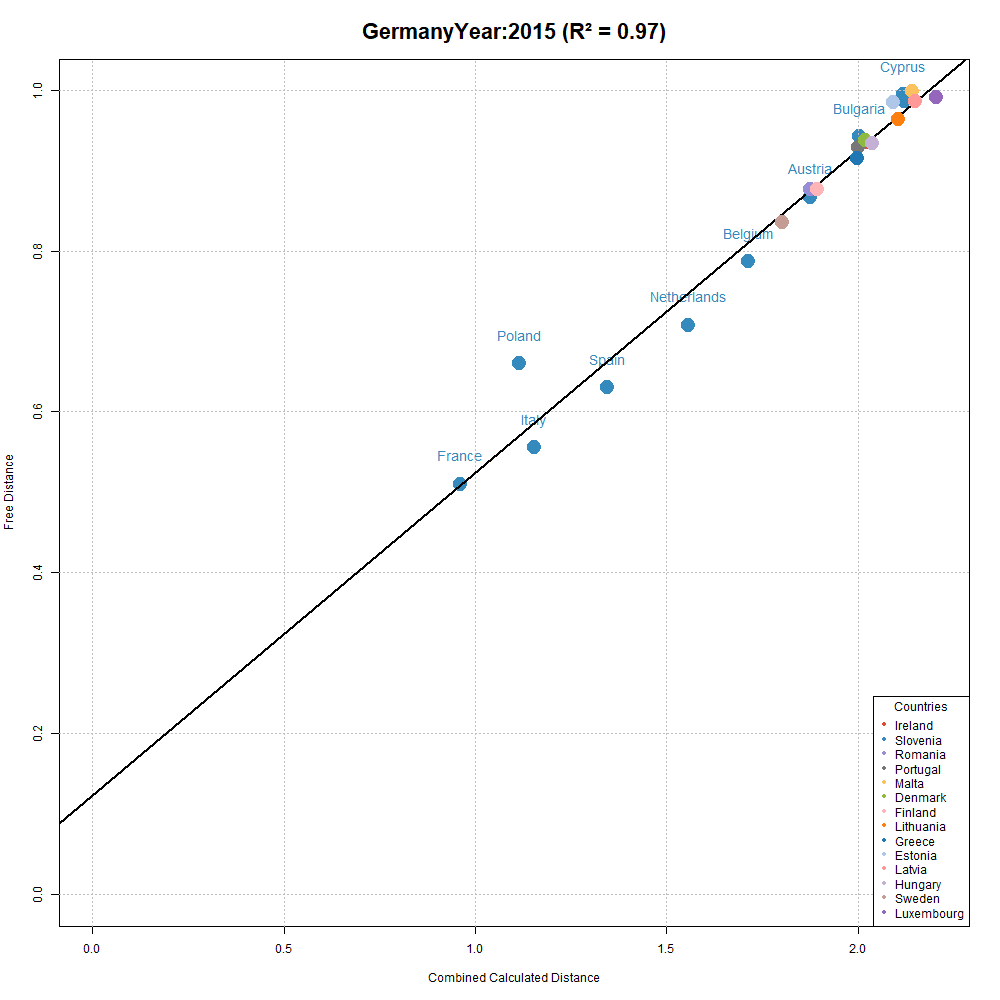 GermanyYear:2015 (R² = 0.97)
Cyprus
Bulgaria
Austria
Belgium
Netherlands
Poland
Spain
Italy
France
1.0
0.8
0.6
0.4
0.2
0.0
Free Distance
0.0 0.5 1.0 1.5 2.0
Combined Calculated Distance
Countries
Ireland
Slovenia
Romania
Portugal
Malta
Denmark
Finland
Lithuania
Greece
Estonia
Latvia
Hungary
Sweden
Luxembourg